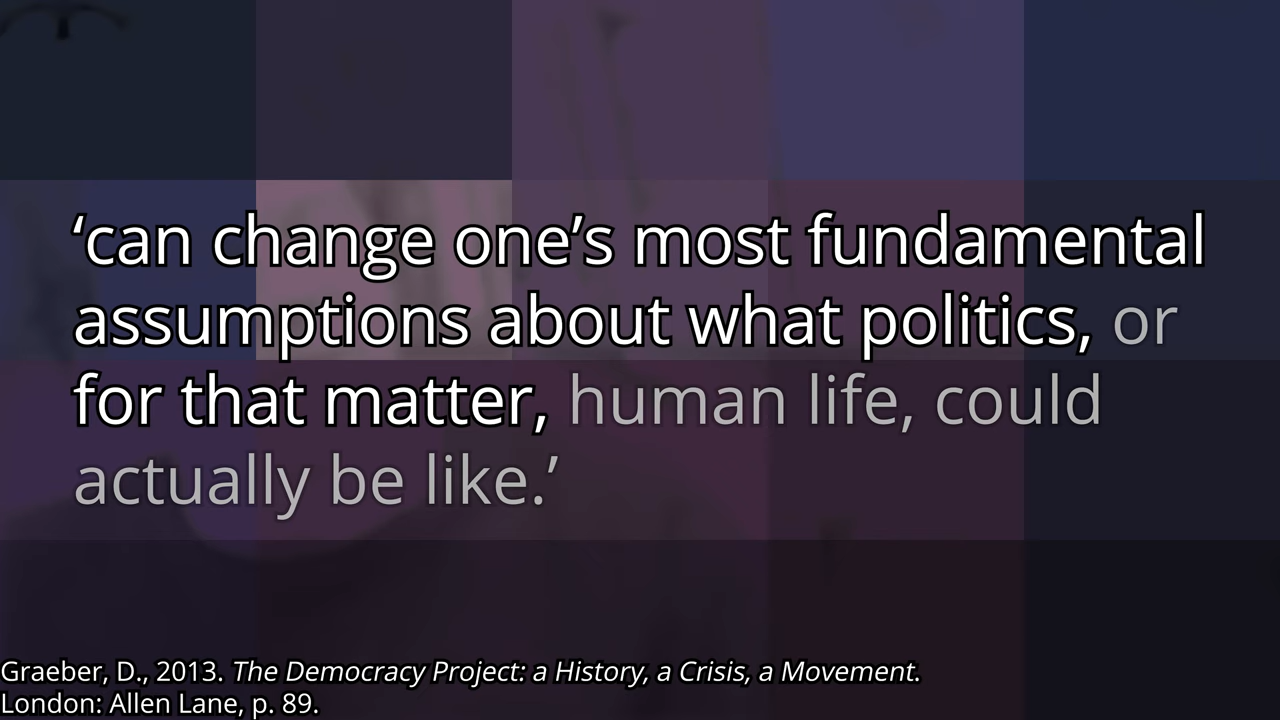 ‘can change one’s most fundamental
assumptions about what politics, or
for that matter, human life, could
actually be like.’
Graeber, D., 2013. The Democracy Project: a History, a Crisis, a Movement.
London: Allen Lane, p. 89.